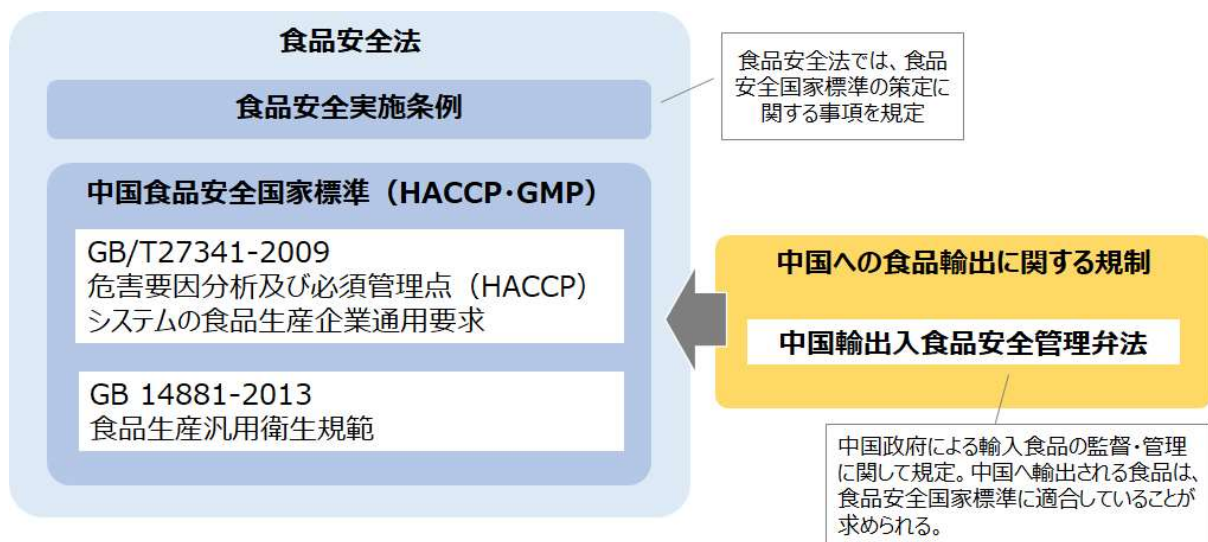 食品安全法
食品安全実施条例
食品安全法では、食品
安全国家標準の策定に
関する事項を規定
中国食品安全国家標準（HACCP・GMP）
GB/T27341-2009
危害要因分析及び必須管理点（HACCP）
システムの食品生産企業通用要求
GB 14881-2013
食品生産汎用衛生規範
中国への食品輸出に関する規制
中国輸出入食品安全管理弁法
中国政府による輸入食品の監督・管理
に関して規定。中国へ輸出される食品は、
食品安全国家標準に適合していることが
求められる。